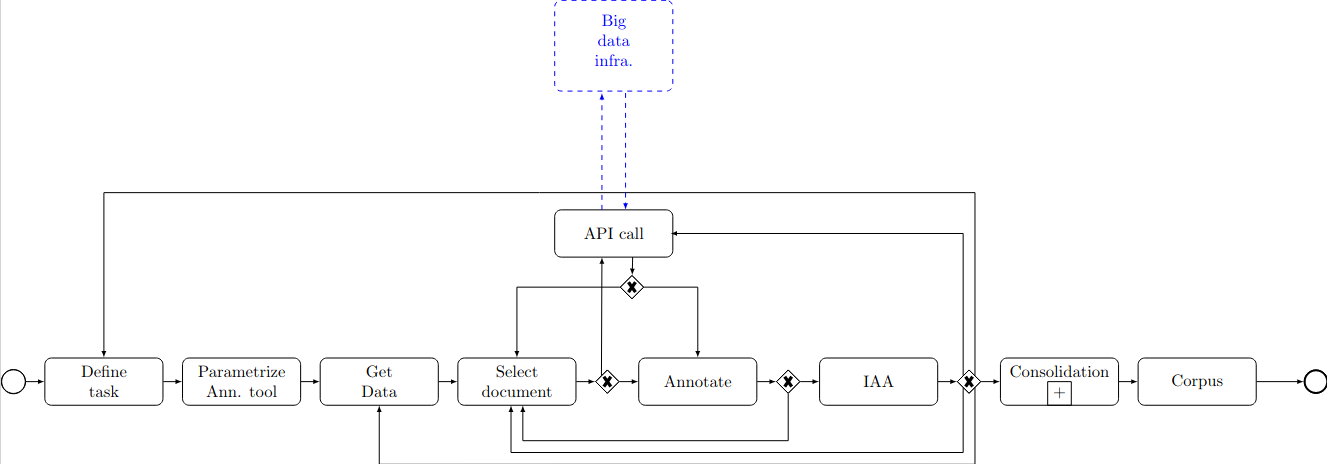 Big
data
infra.
API call
Define
task
Parametrize
Ann. tool
Get
Data
Select
document
Annotate
IAA
Consolidation
+
Corpus